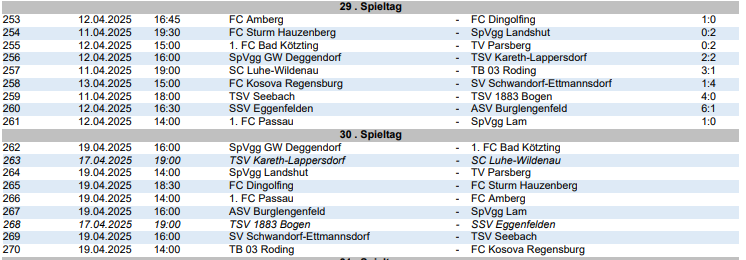 29 . Spieltag
253 12.04.2025 16:45 FC Amberg - FC Dingolfing 1:0
254 11.04.2025 19:30 FC Sturm Hauzenberg - SpVgg Landshut 0:2
255 12.04.2025 15:00 1. FC Bad Kötzting - TV Parsberg 0:2
256 12.04.2025 16:00 SpVgg GW Deggendorf - TSV Kareth-Lappersdorf 2:2
257 11.04.2025 19:00 SC Luhe-Wildenau - TB 03 Roding 3:1
258 13.04.2025 15:00 FC Kosova Regensburg - SV Schwandorf-Ettmannsdorf 1:4
259 11.04.2025 18:00 TSV Seebach - TSV 1883 Bogen 4:0
260 12.04.2025 16:30 SSV Eggenfelden - ASV Burglengenfeld 6:1
261 12.04.2025 14:00 1. FC Passau - SpVgg Lam 1:0
30 . Spieltag
262 19.04.2025 16:00 SpVgg GW Deggendorf - 1. FC Bad Kötzting
263 17.04.2025 19:00 TSV Kareth-Lappersdorf - SC Luhe-Wildenau
264 19.04.2025 14:00 SpVgg Landshut - TV Parsberg
265 19.04.2025 18:30 FC Dingolfing - FC Sturm Hauzenberg
266 19.04.2025 14:00 1. FC Passau - FC Amberg
267 19.04.2025 16:00 ASV Burglengenfeld - SpVgg Lam
268 17.04.2025 19:00 TSV 1883 Bogen - SSV Eggenfelden
269 19.04.2025 16:00 SV Schwandorf-Ettmannsdorf - TSV Seebach
270 19.04.2025 14:00 TB 03 Roding - FC Kosova Regensburg